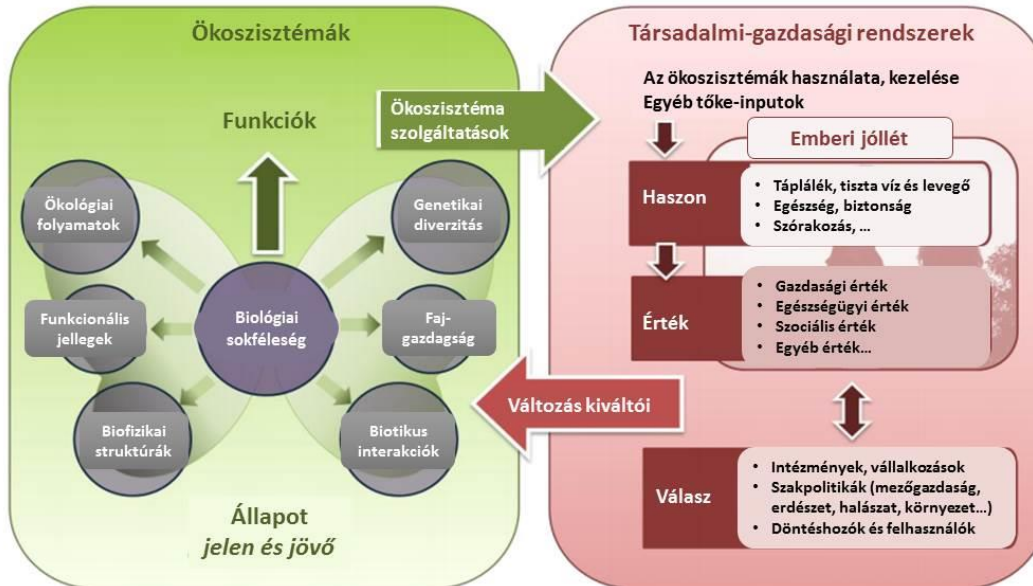 Ökoszisztémák
Funkciók
Ökológiai
folyamatok
Genetikai
diverzitás
Funkcionális
jellegek
Biológiai
sokféleség
Faj-
gazdagság
Biofizikai
struktúrák
Biotikus
interakciók
Állapot
jelen és jövő
Ökoszisztéma
szolgáltatások
Változás kiváltói
Társadalmi-gazdasági rendszerek
Az ökoszisztémák használata, kezelése
Egyéb tőke-inputok
Emberi jóllét
Haszon
• Táplálék, tiszta víz és levegő
• Egészség, biztonság
• Szórakozás, ...
Érték
• Gazdasági érték
• Egészségügyi érték
• Szociális érték
• Egyéb érték...
Válasz
• Intézmények, vállalkozások
• Szakpolitikák (mezőgazdaság,
erdészet, halászat, környezet...)
• Döntéshozók és felhasználók